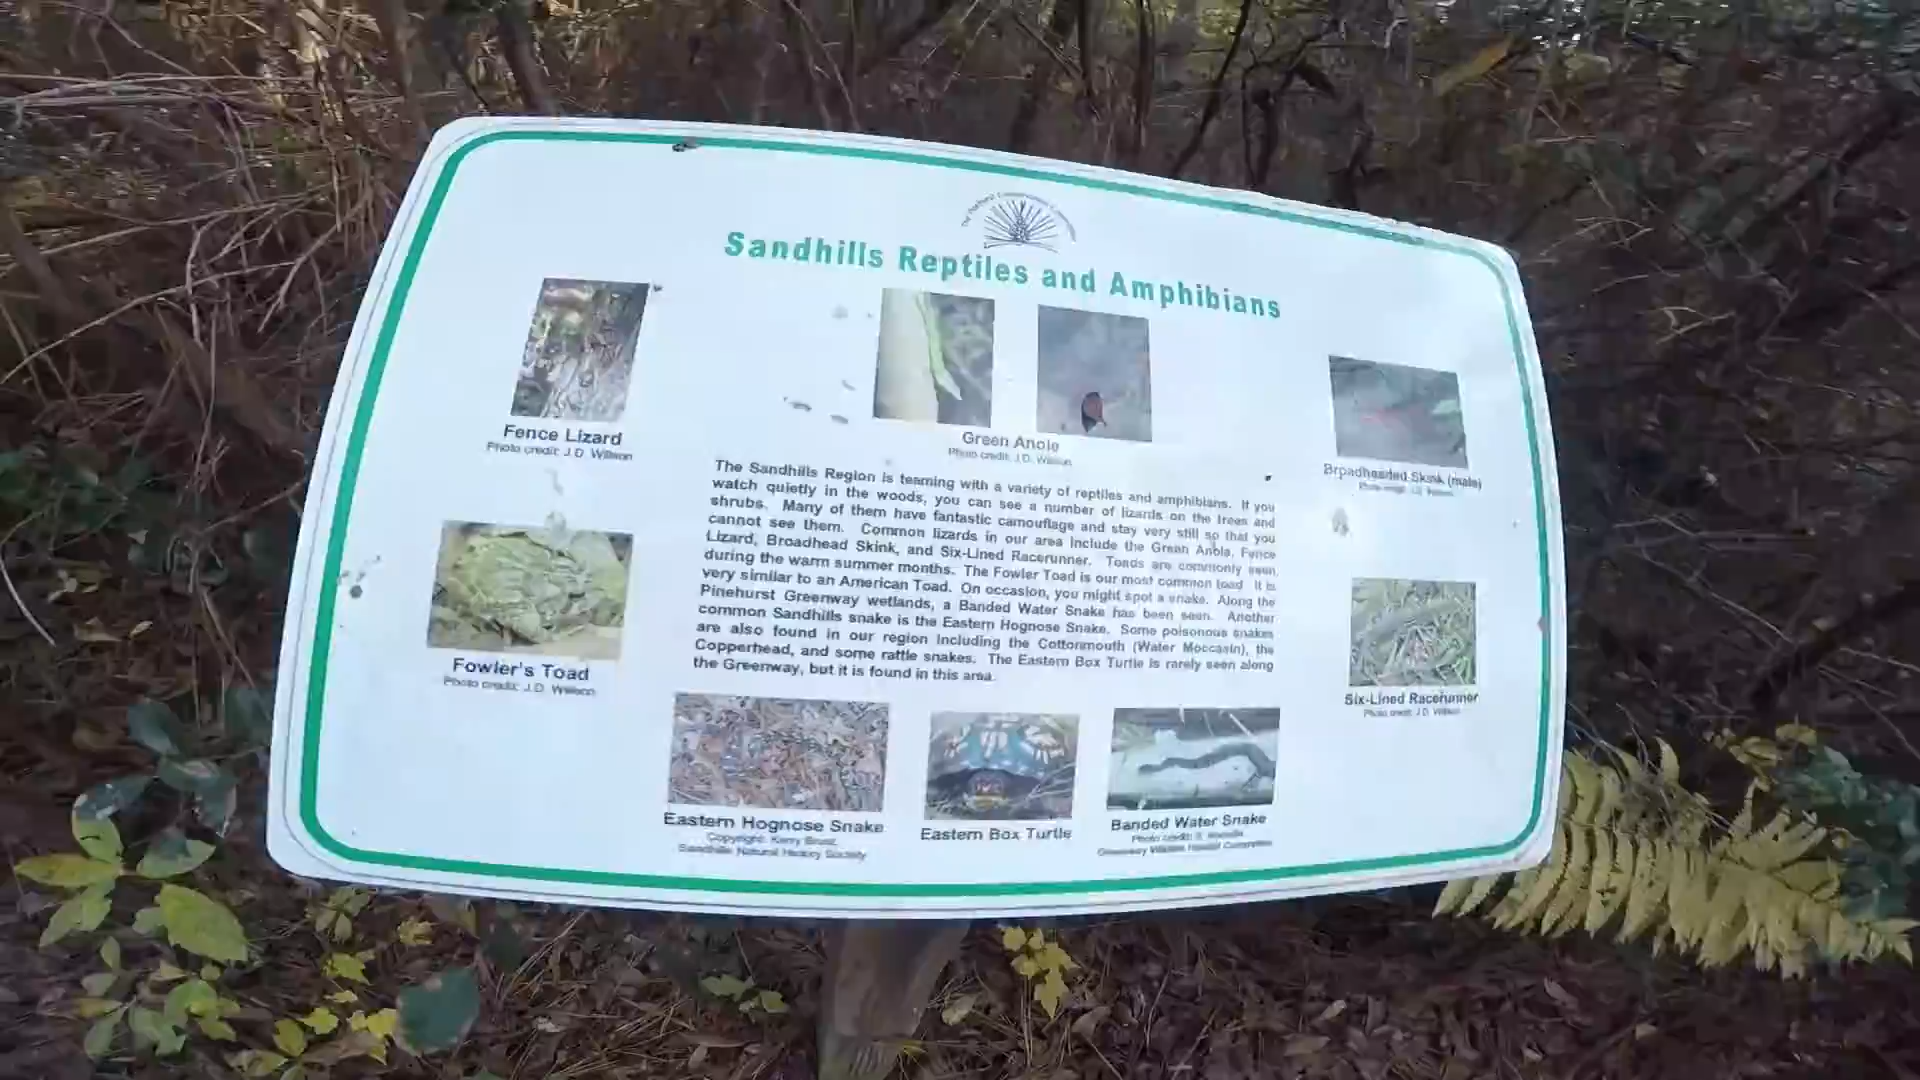 Sandhills Reptiles and Amphibians
Fence Lizard
Photo credit: J.D. Willson
Green Anole
Photo credit: J.D. Willson
Broadheaded Skink (male)
The Sandhills Region is teaming with a variety of reptiles and amphibians. If you
watch quietly in the woods, you can see a number of lizards on the trees and
shrubs. Many of them have fantastic camouflage and stay very still so that you
cannot see them. Common lizards in our area include the Green Anole, Fence
Lizard, Broadhead Skink, and Six-Lined Racerunner. Toads are commonly seen
during the warm summer months. The Fowler Toad is our most common toad. It is
very similar to an American Toad. On occasion, you might spot a snake. Along the
Pinehurst Greenway wetlands, a Banded Water Snake has been seen. Another
common Sandhills snake is the Eastern Hognose Snake. Some poisonous snakes
are also found in our region including the Cottonmouth (Water Moccasin), the
Copperhead, and some rattle snakes. The Eastern Box Turtle is rarely seen along
the Greenway, but it is found in this area.
Fowler's Toad
Photo credit: J.D. Willson
Six-Lined Racerunner
Photo credit: J.D. Willson
Eastern Hognose Snake
Copyright: Kerry
Sandhills Natural History Society
Eastern Box Turtle
Banded Water Snake
Photo credit:
Greenway Wildlife Habitat Committee